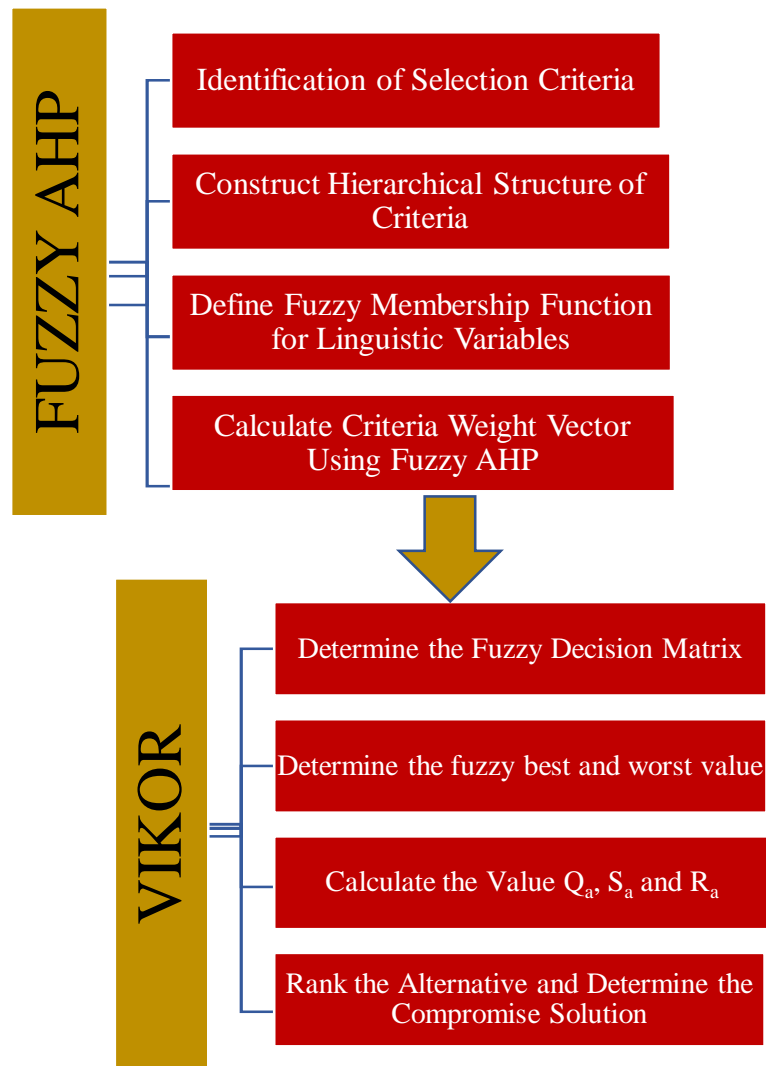 FUZZY AHP
Identification of Selection Criteria
Construct Hierarchical Structure of
Criteria
Define Fuzzy Membership Function
for Linguistic Variables
Calculate Criteria Weight Vector
Using Fuzzy AHP
VIKOR
Determine the Fuzzy Decision Matrix
Determine the fuzzy best and worst value
Calculate the Value Qₐ, Sₐ and Rₐ
Rank the Alternative and Determine the
Compromise Solution